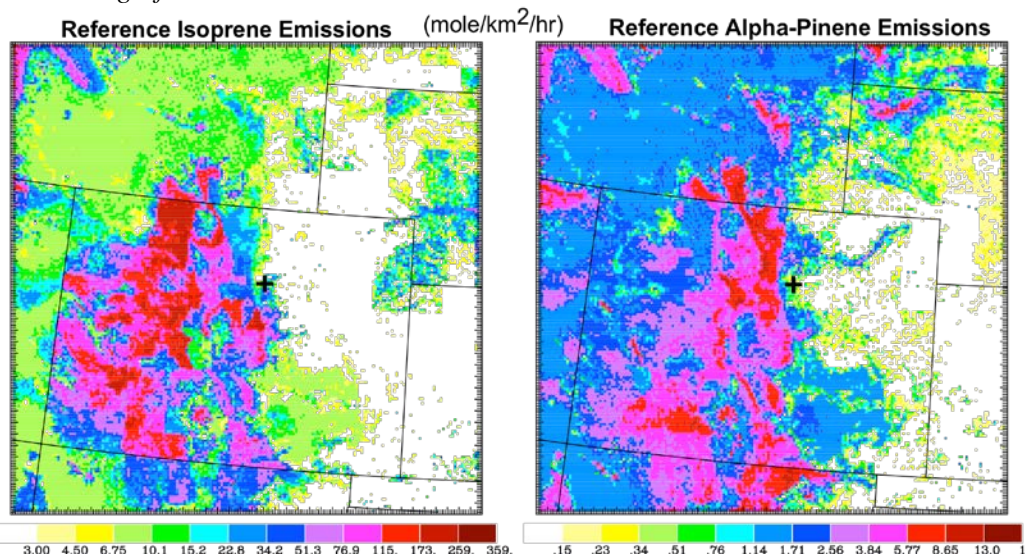 Reference Isoprene Emissions (mole/km2/hr) Reference Alpha-Pinene Emissions
3.00 4.50 6.75 10.1 15.2 22.8 34.2 51.3 76.9 115. 173. 259. 359.
.15 .23 .34 .51 .76 1.14 1.71 2.56 3.84 5.77 8.65 13.0